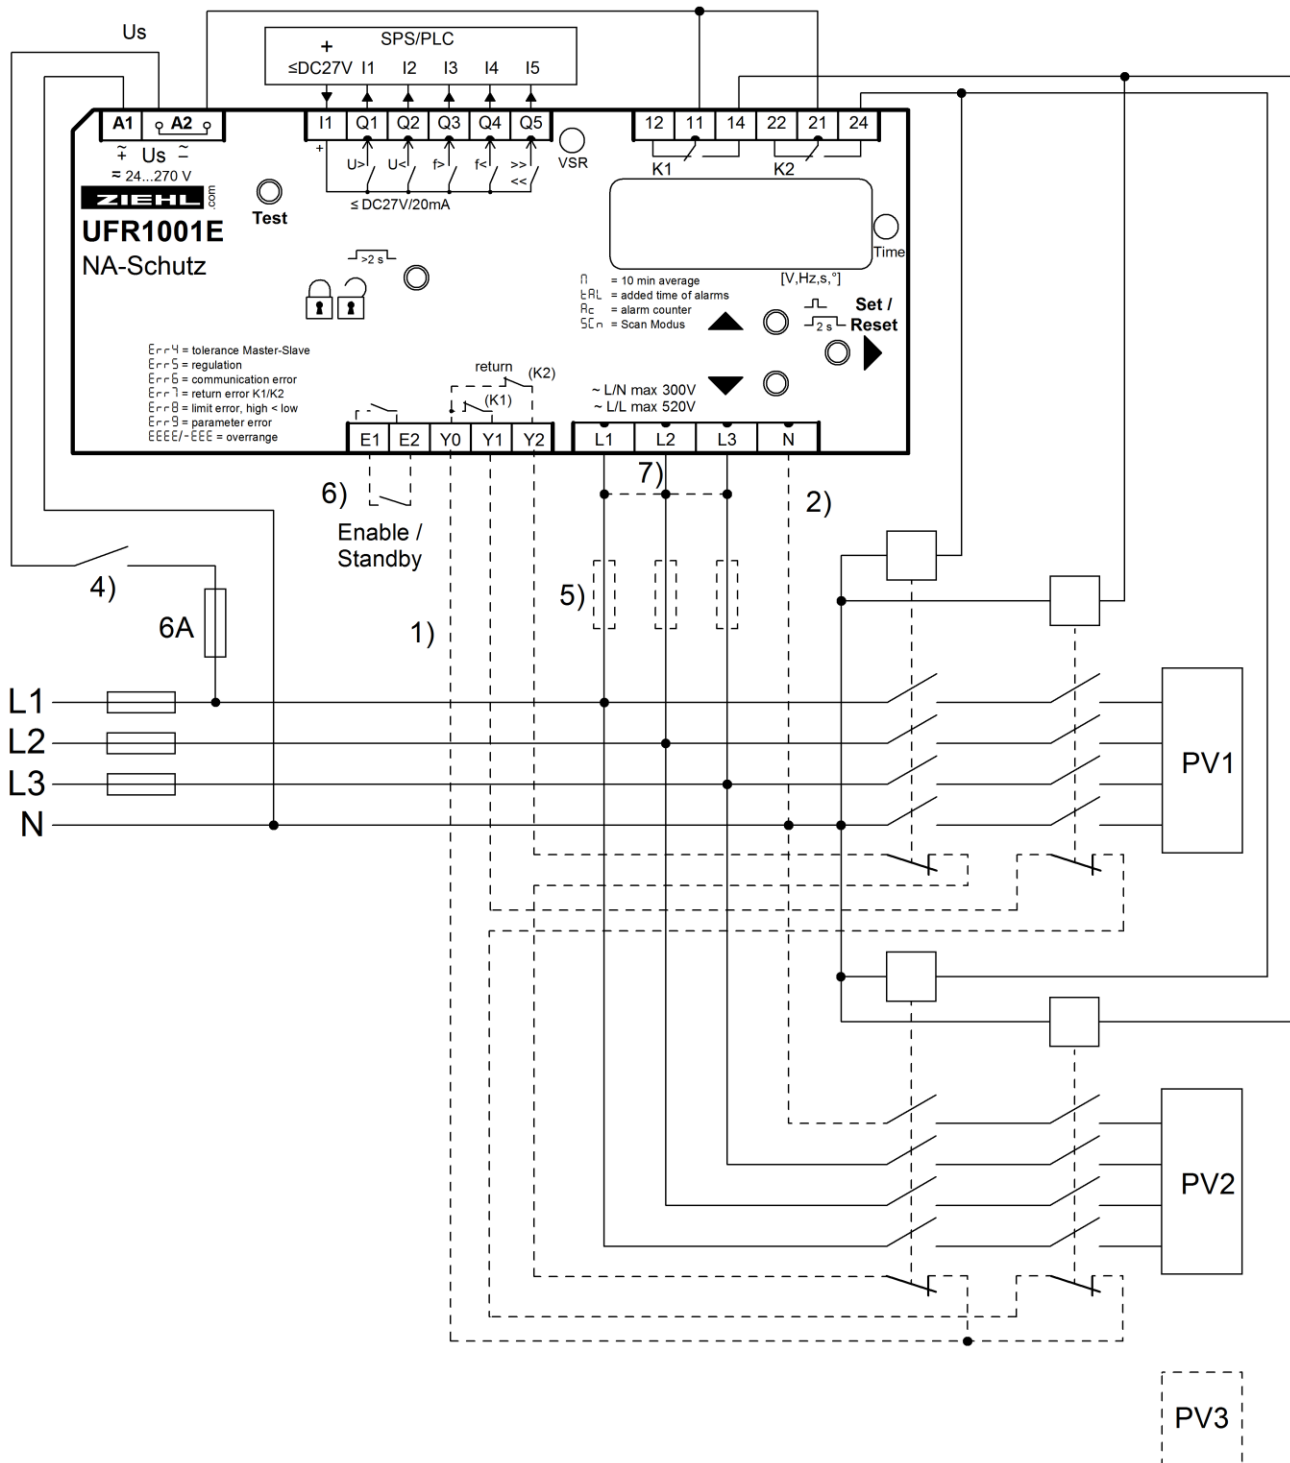 Us
SPS/PLC
+
≤DC27V I1 I2 I3 I4 I5
A1 A2
I1 Q1 Q2 Q3 Q4 Q5
12 11 14 22 21 24
~
+ Us ~
−
≂ 24...270 V
+
U> U< f> f< >>
<<
VSR
K1 K2
≤ DC27V/20mA
ZIEHL .com
Test
UFR1001E
NA-Schutz
Time
>2 s
[V,Hz,s,°]
n = 10 min average
tAL = added time of alarms
Ac = alarm counter
SCn = Scan Modus
2 s
Set /
Reset
Err4 = tolerance Master-Slave
Err5 = regulation
Err6 = communication error
Err7 = return error K1/K2
Err8 = limit error, high < low
Err9 = parameter error
EEEE/-EEE = overrange
return (K2)
(K1)
~ L/N max 300V
~ L/L max 520V
E1 E2 Y0 Y1 Y2
L1 L2 L3 N
6)
7)
2)
Enable /
Standby
4)
5)
6A
1)
L1
L2
L3
N
PV1
PV2
PV3